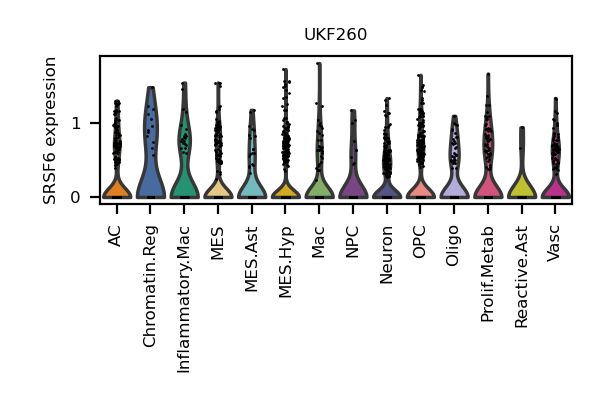 UKF260
SRSF6 expression
1
0
AC
Chromatin.Reg
Inflammatory.Mac
MES
MES.Ast
MES.Hyp
Mac
NPC
Neuron
OPC
Oligo
Prolif.Metab
Reactive.Ast
Vasc